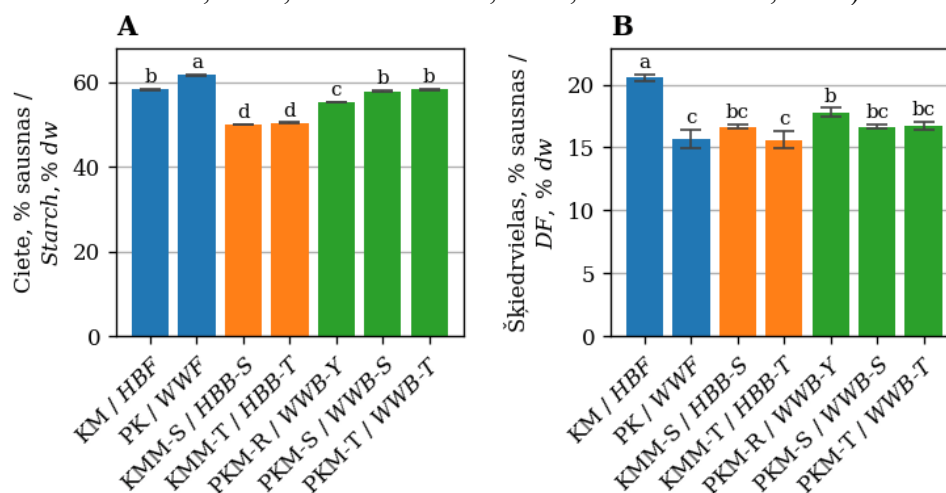 A
B
Ciete, % sausnas /
Starch, % dw
0
20
40
60
b
a
d
d
c
b
b
KM / HBF
PK / WWF
KMM-S / HBB-S
KMM-T / HBB-T
PKM-R / WWB-Y
PKM-S / WWB-S
PKM-T / WWB-T
Šķiedrvielas, % sausnas /
DF, % dw
0
5
10
15
20
a
c
bc
c
b
bc
bc
KM / HBF
PK / WWF
KMM-S / HBB-S
KMM-T / HBB-T
PKM-R / WWB-Y
PKM-S / WWB-S
PKM-T / WWB-T